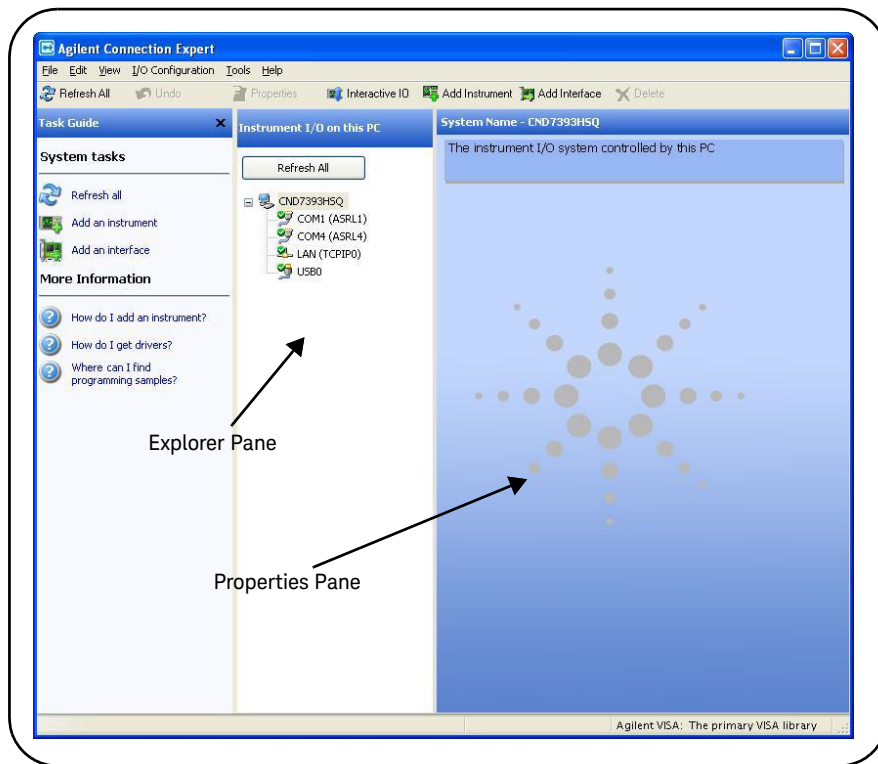 Agilent Connection Expert
File Edit View I/O Configuration Tools Help
Refresh All Undo Properties Interactive IO Add Instrument Add Interface Delete
Task Guide
System tasks
Refresh all
Add an instrument
Add an interface
More Information
How do I add an instrument?
How do I get drivers?
Where can I find
programming samples?
Instrument I/O on this PC
Refresh All
CND7393HSQ
COM1 (ASRL1)
COM4 (ASRL4)
LAN (TCPIP0)
USB0
System Name - CND7393HSQ
The instrument I/O system controlled by this PC
Explorer Pane
Properties Pane
Agilent VISA: The primary VISA library